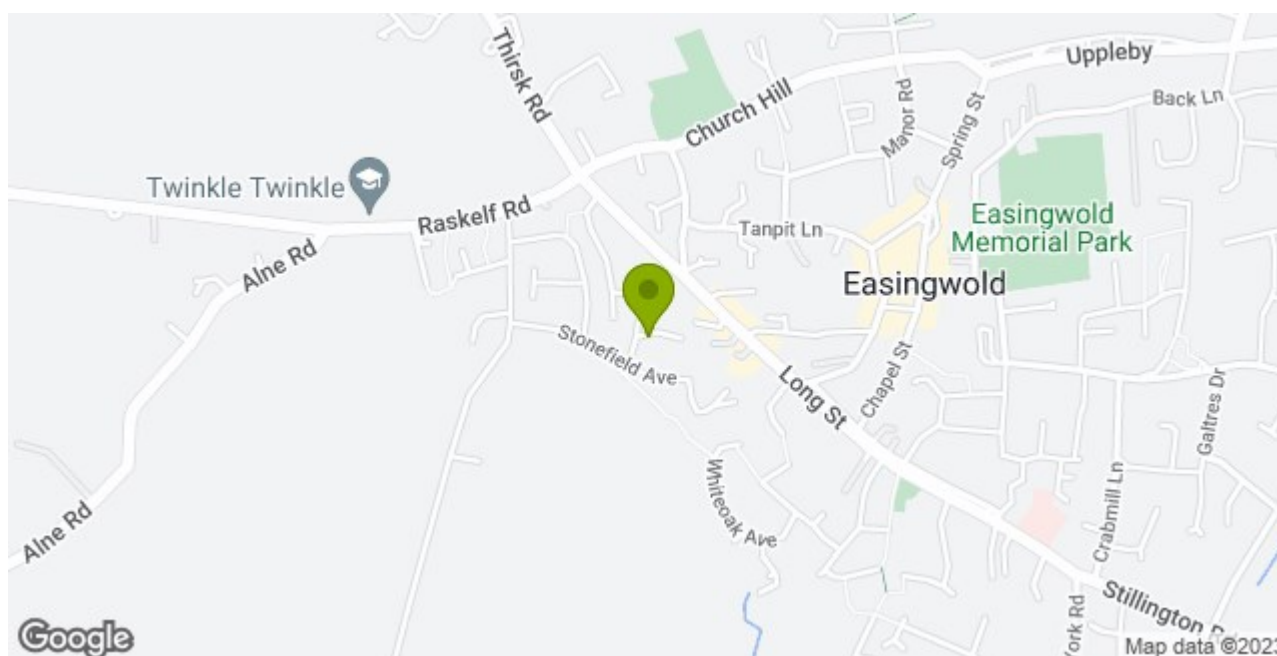 Thirsk Rd
Uppleby
Church Hill
Manor Rd
Spring St
Back Ln
Twinkle Twinkle
Raskelf Rd
Tanpit Ln
Easingwold
Memorial Park
Alne Rd
Easingwold
Stonefield Ave
Long St
Chapel St
Galtres Dr
Whiteoak Ave
Crabmill Ln
Alne Rd
Stillington
York Rd
Google
Map data ©2023